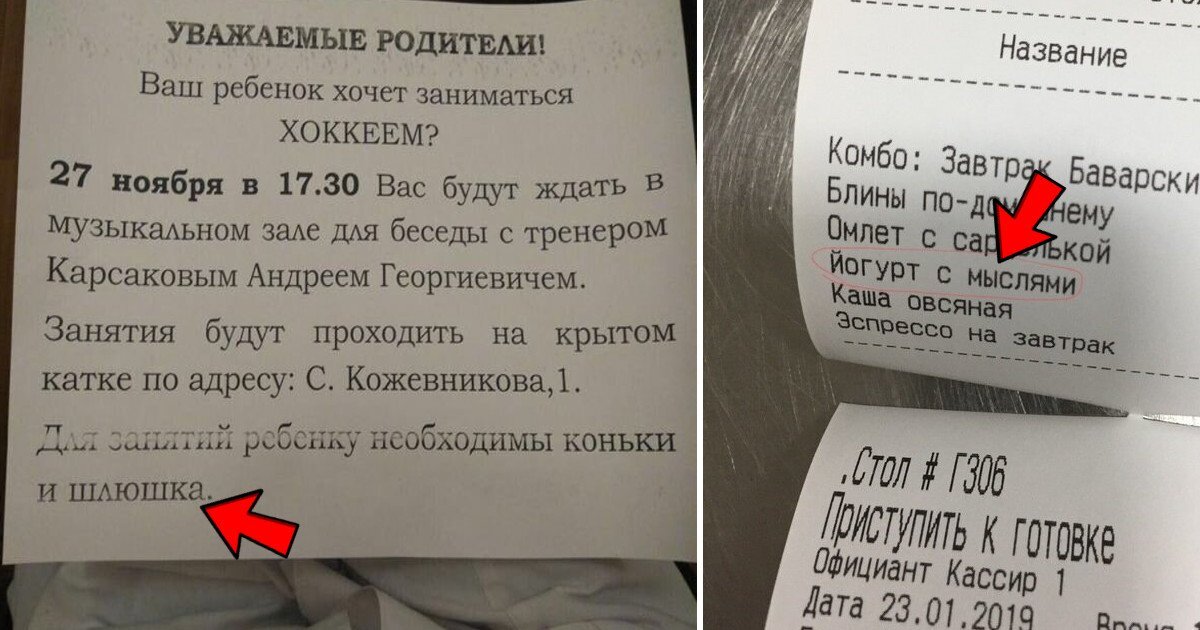 УВАЖАЕМЫЕ РОДИТЕЛИ!
Ваш ребенок хочет заниматься
ХОККЕЕМ?
27 ноября в 17.30 Вас будут ждать в
музыкальном зале для беседы с тренером
Карсаковым Андреем Георгиевичем.
Занятия будут проходить на крытом
катке по адресу: С. Кожевникова,1.
Для занятий ребенку необходимы коньки
и шлюшка.
Название
Комбо: Завтрак Баварски
Блины по-домашнему
Омлет с сарделькой
йогурт с мыслями
Каша овсяная
Эспрессо на завтрак
.Стол # Г306
Приступить к готовке
Официант Кассир 1
Дата 23.01.2019 Время